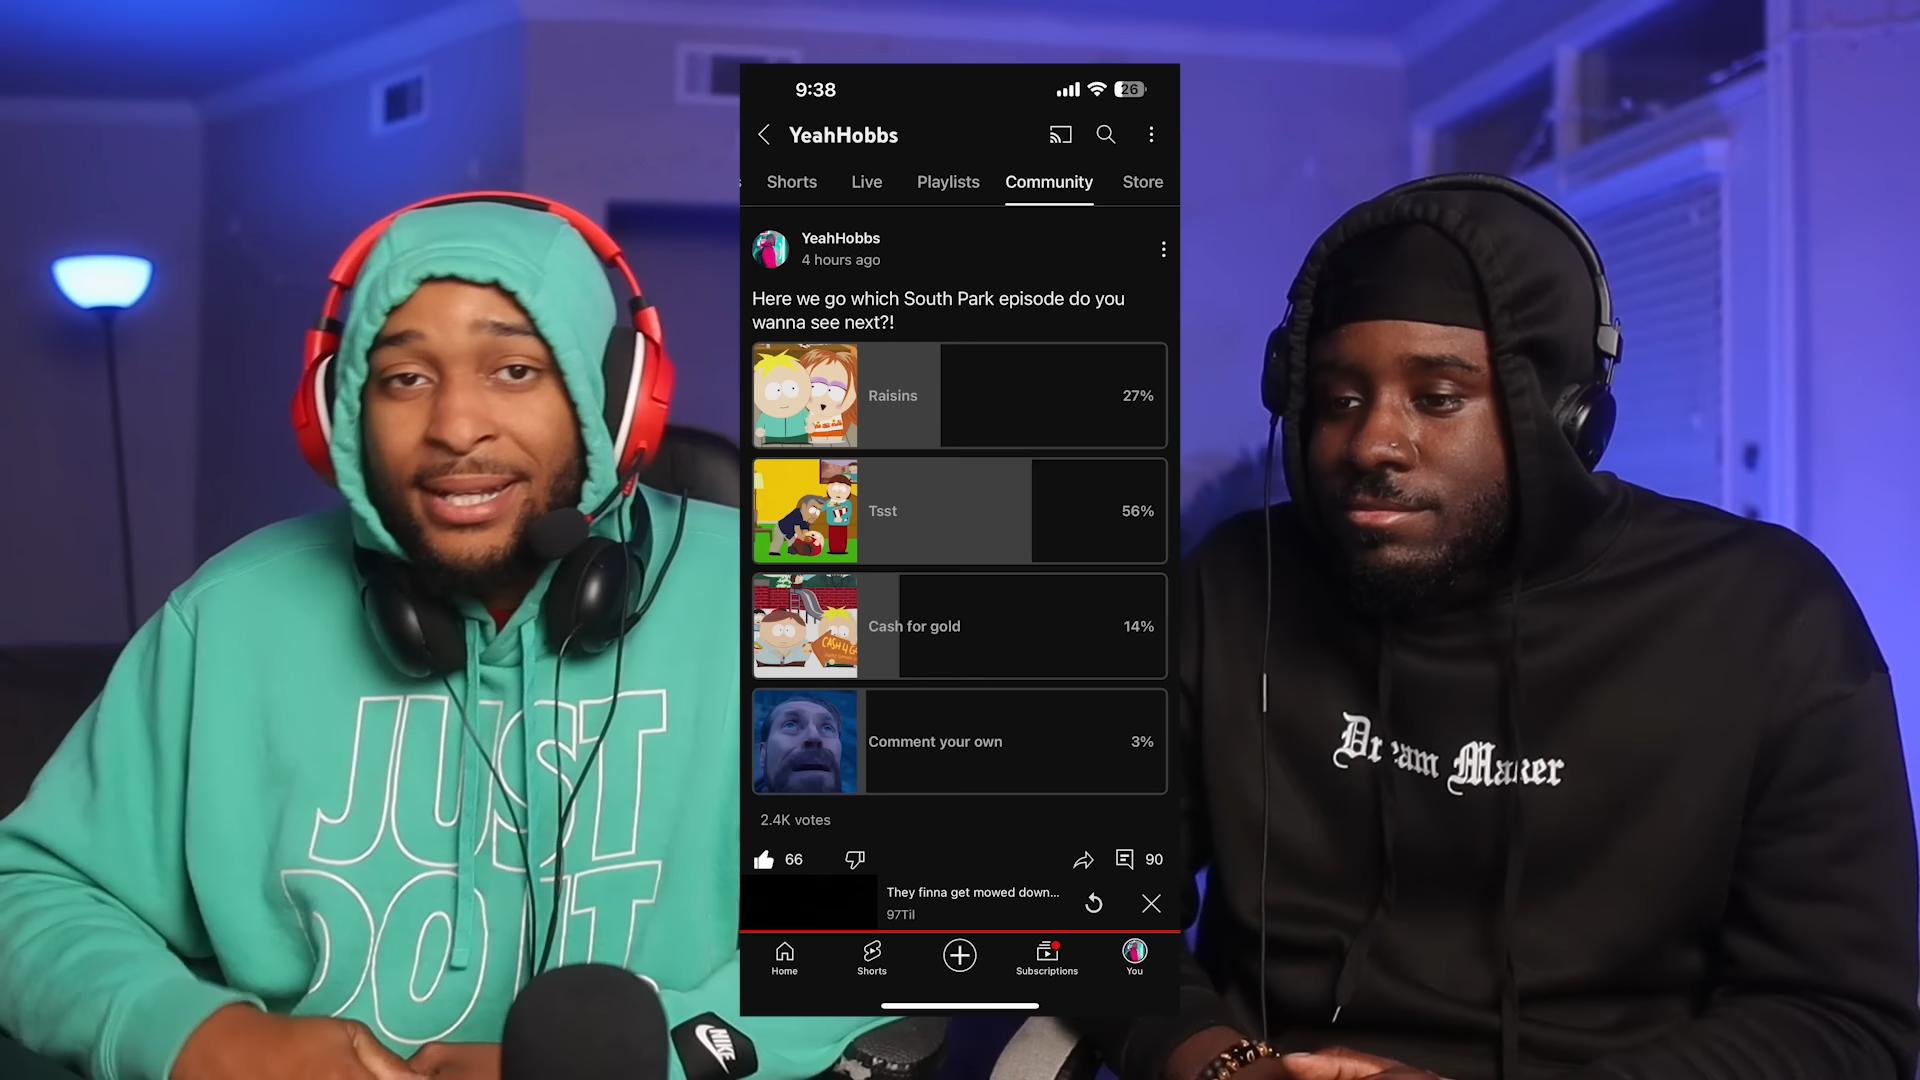 9:38
26
YeahHobbs
Shorts Live Playlists Community Store
YeahHobbs
4 hours ago
Here we go which South Park episode do you
wanna see next?!
Raisins 27%
Tsst 56%
CASH 4 G
Cash for gold 14%
Comment your own 3%
2.4K votes
66 90
They finna get mowed down...
97Til
Home Shorts Subscriptions You
JUST
DO IT
NIKE
Dream Maker